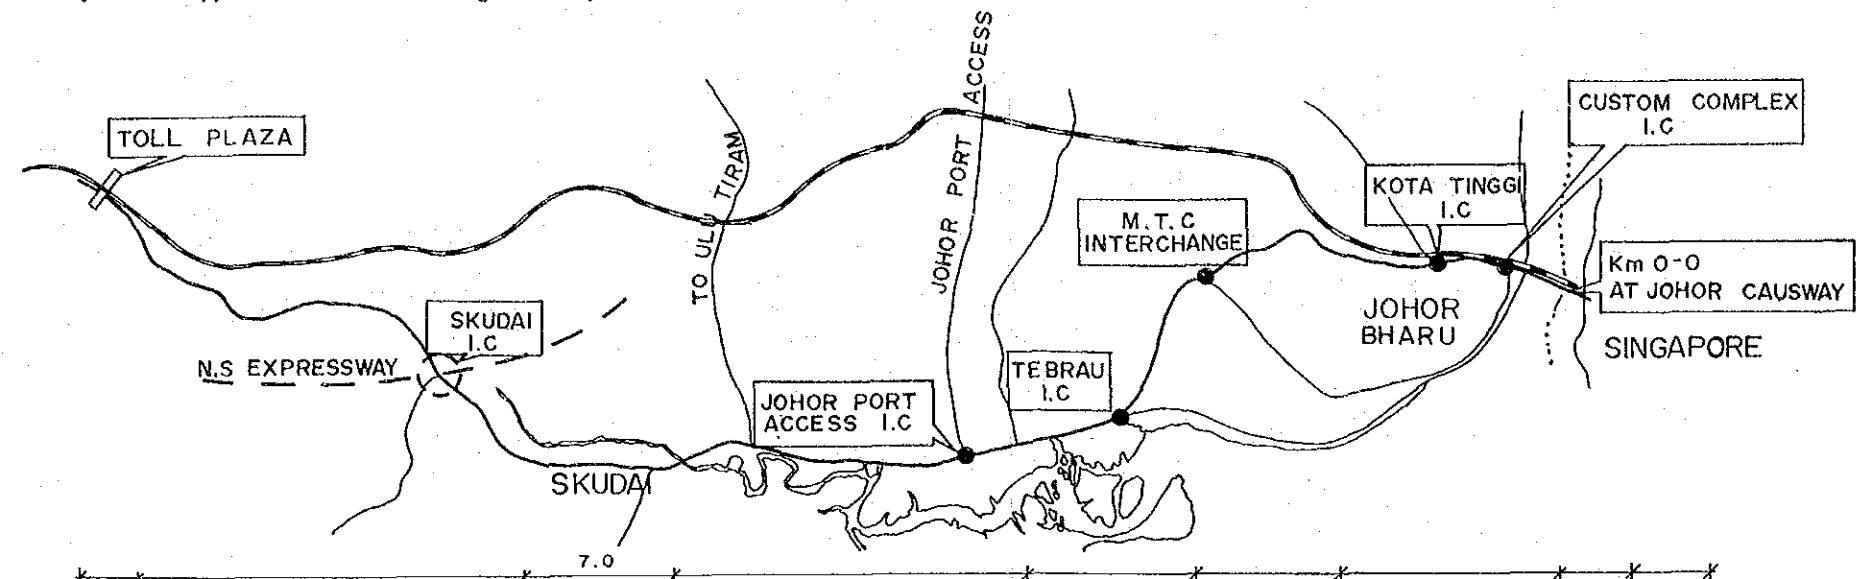 TOLL PLAZA
TO ULU TIRAM
JOHOR PORT ACCESS
CUSTOM COMPLEX
I.C
KOTA TINGGI
I.C
M.T.C
INTERCHANGE
Km 0-0
AT JOHOR CAUSWAY
JOHOR
BHARU
SINGAPORE
SKUDAI
I.C
N.S EXPRESSWAY
TEBRAU
I.C
JOHOR PORT
ACCESS I.C
SKUDAI
7.0